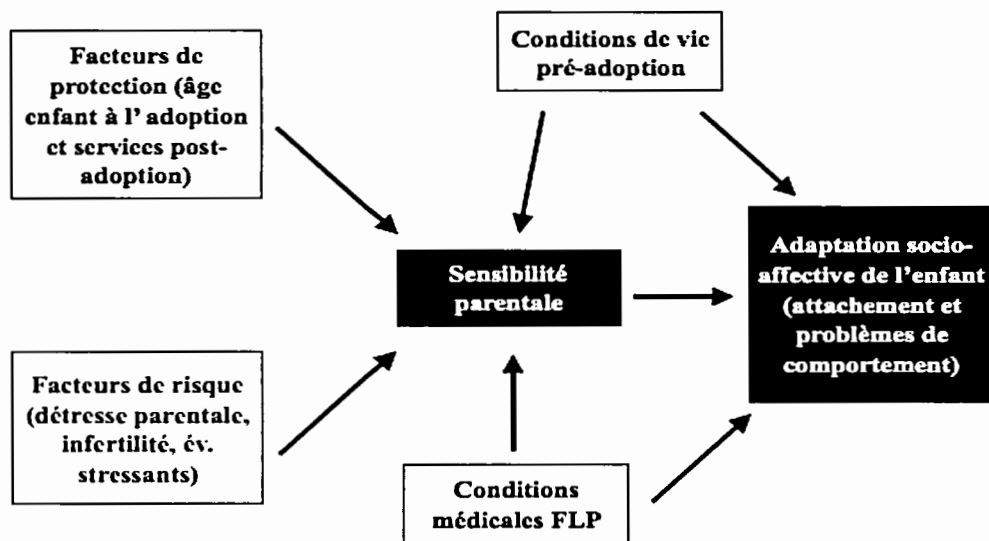 Facteurs de
protection (âge
enfant à l'adoption
et services post-
adoption)
Conditions de vie
pré-adoption
Sensibilité
parentale
Adaptation socio-
affective de l'enfant
(attachement et
problèmes de
comportement)
Facteurs de risque
(détresse parentale,
infertilité, év.
stressants)
Conditions
médicales FLP